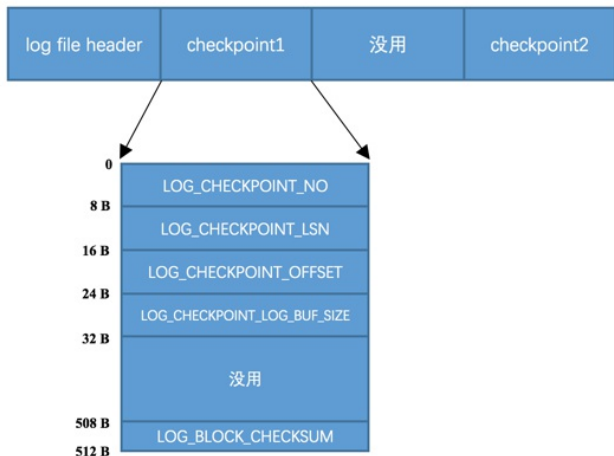 log file header
checkpoint1
没用
checkpoint2
0
LOG_CHECKPOINT_NO
8 B
LOG_CHECKPOINT_LSN
16 B
LOG_CHECKPOINT_OFFSET
24 B
LOG_CHECKPOINT_LOG_BUF_SIZE
32 B
没用
508 B
LOG_BLOCK_CHECKSUM
512 B